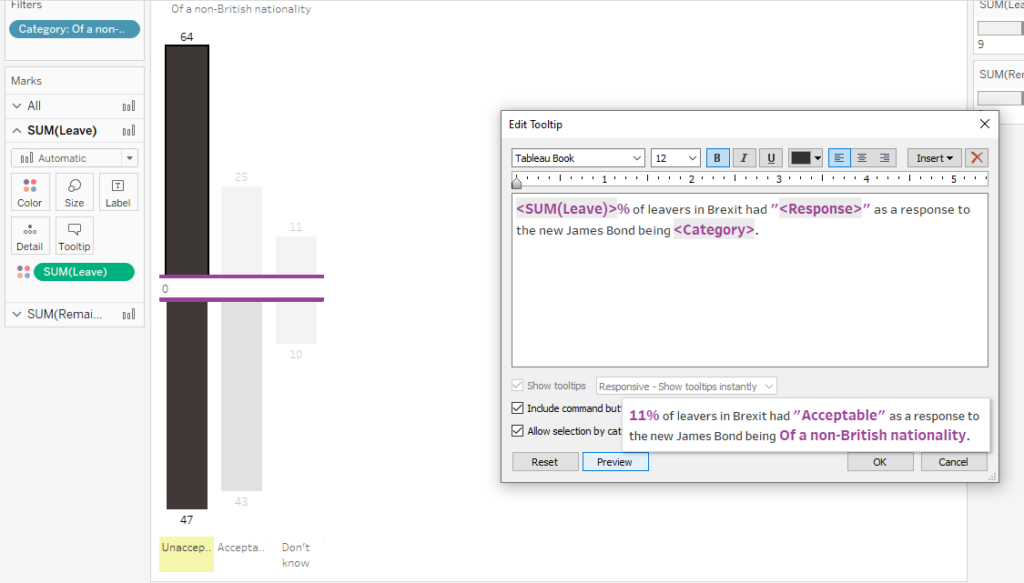 Filters
Category: Of a non-..
Marks
All
SUM(Leave)
Automatic
Color
Size
Label
Detail
Tooltip
SUM(Leave)
SUM(Remai...
Of a non-British nationality
64
25
11
0
10
43
47
Unaccep..
Accepta..
Don't
know
SUM(Lea
9
SUM(Rer
Edit Tooltip
Tableau Book
12
B
I
U
Insert
1
2
3
4
5
<SUM(Leave)>% of leavers in Brexit had "<Response>" as a response to
the new James Bond being <Category>.
Show tooltips
Responsive - Show tooltips instantly
Include command but
Allow selection by cat
11% of leavers in Brexit had "Acceptable" as a response to
the new James Bond being Of a non-British nationality.
Reset
Preview
OK
Cancel